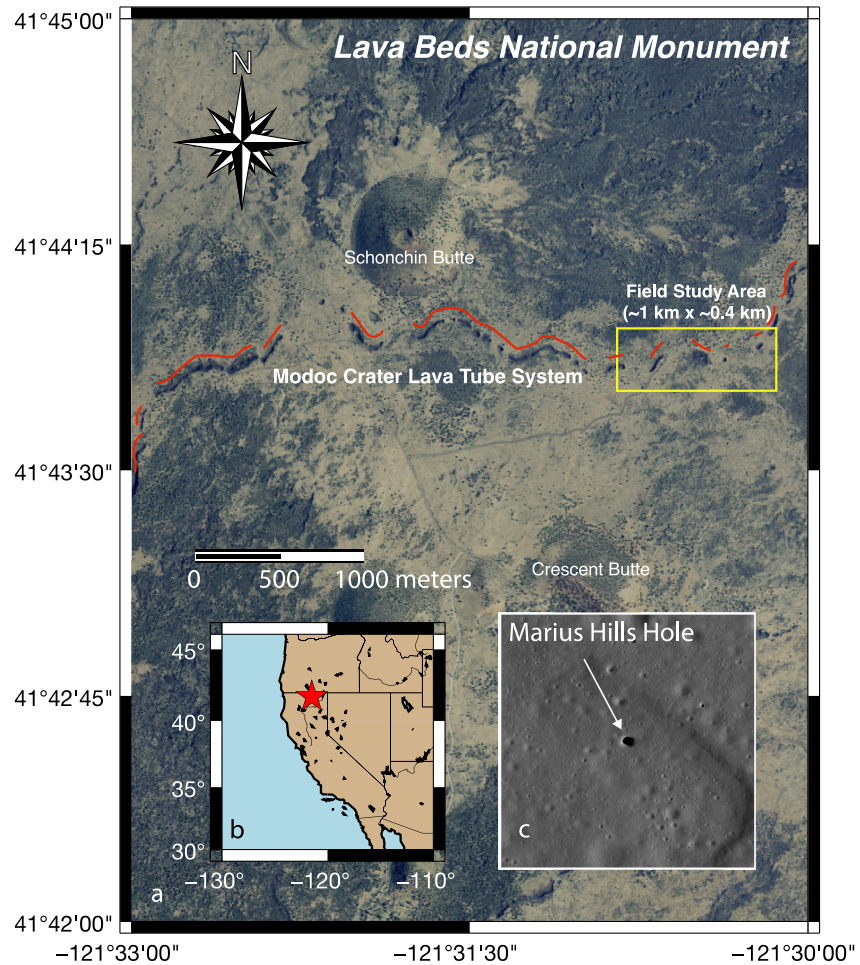 41°45'00"
Lava Beds National Monument
N
41°44'15"
Schonchin Butte
Field Study Area
(~1 km x ~0.4 km)
Modoc Crater Lava Tube System
41°43'30"
0 500 1000 meters
Crescent Butte
Marius Hills Hole
41°42'45"
45°
40°
35°
30°
b
c
−130° −120° −110°
a
41°42'00"
−121°33'00" −121°31'30" −121°30'00"